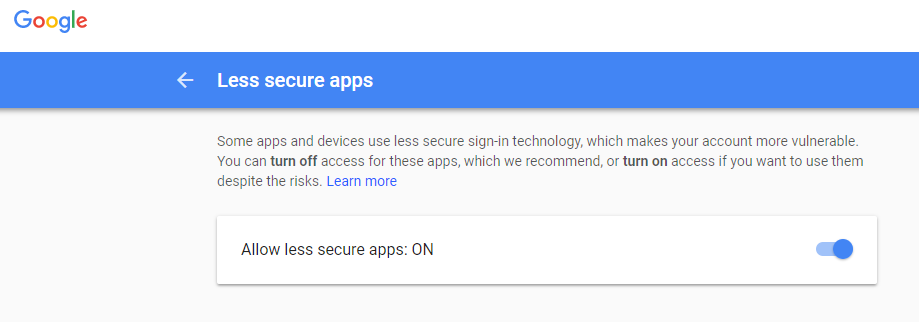 Google
Less secure apps
Some apps and devices use less secure sign-in technology, which makes your account more vulnerable.
You can turn off access for these apps, which we recommend, or turn on access if you want to use them
despite the risks. Learn more
Allow less secure apps: ON